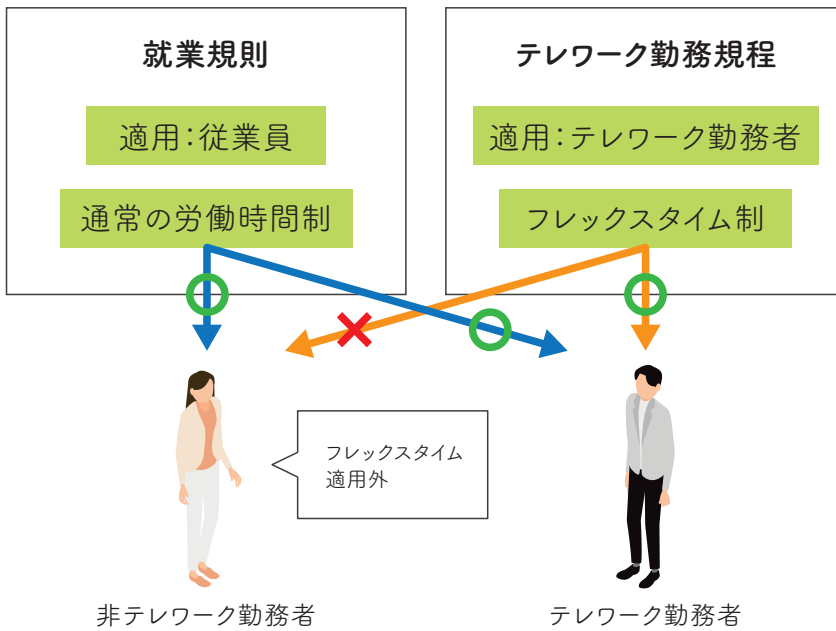 就業規則
適用：従業員
通常の労働時間制
テレワーク勤務規程
適用：テレワーク勤務者
フレックスタイム制
フレックスタイム
適用外
非テレワーク勤務者
テレワーク勤務者